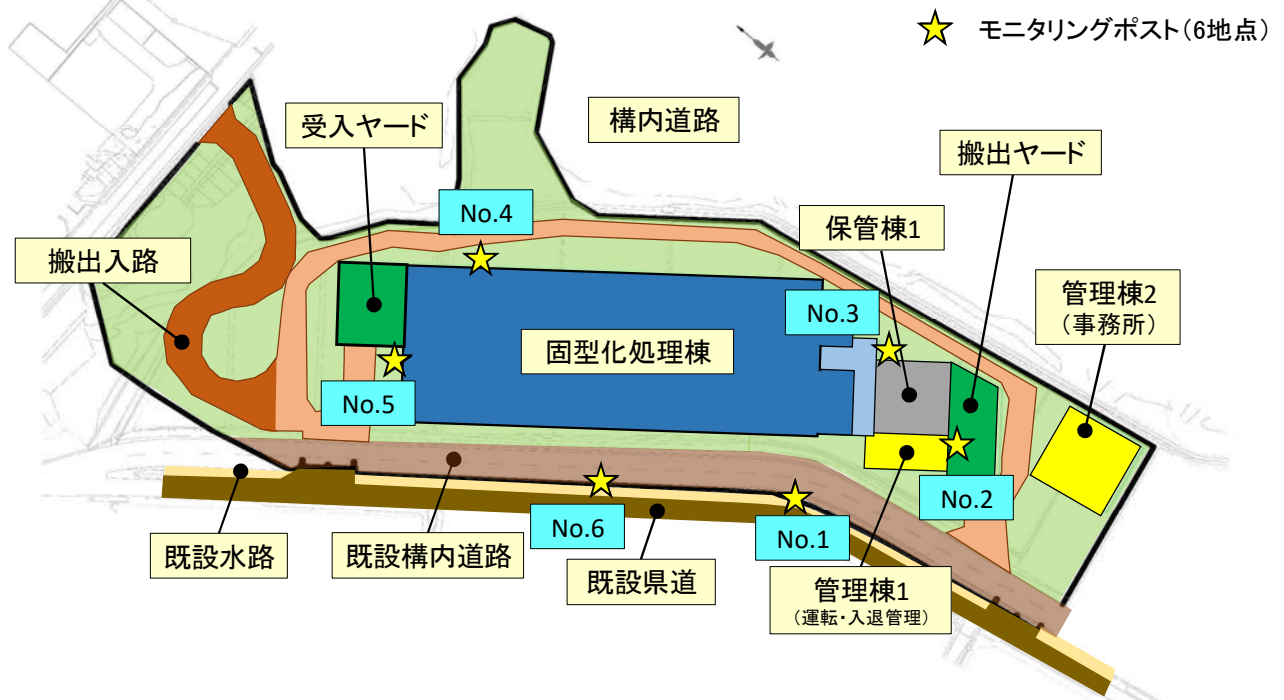 モニタリングポスト(6地点)
受入ヤード
構内道路
搬出ヤード
No.4
保管棟1
搬出入路
管理棟2
(事務所)
No.3
固型化処理棟
No.5
No.2
No.6
No.1
既設水路
既設構内道路
既設県道
管理棟1
(運転・入退管理)